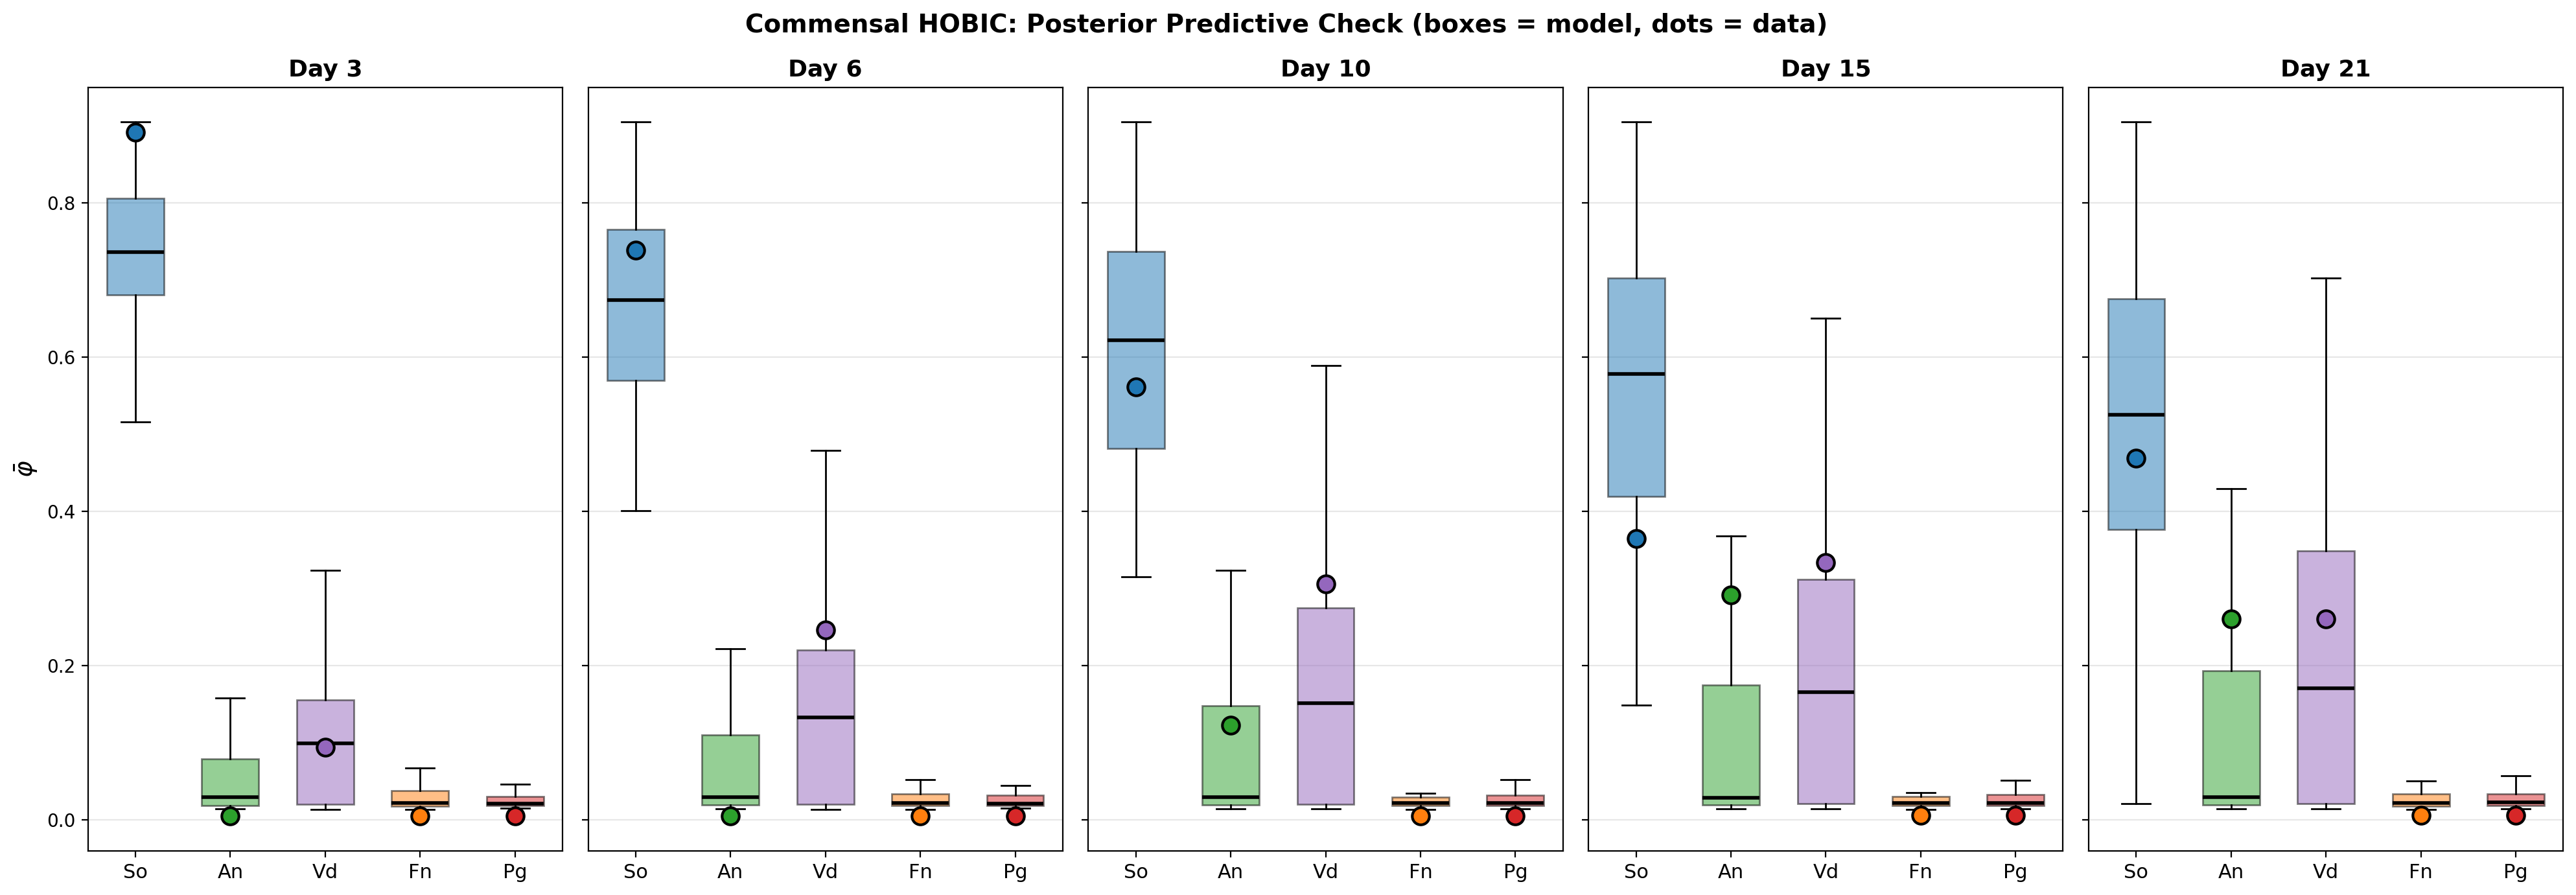 Commensal HOBIC: Posterior Predictive Check (boxes = model, dots = data)
Day 3
Day 6
Day 10
Day 15
Day 21
0.8
0.6
0.4
0.2
0.0
φ̄
So An Vd Fn Pg
So An Vd Fn Pg
So An Vd Fn Pg
So An Vd Fn Pg
So An Vd Fn Pg